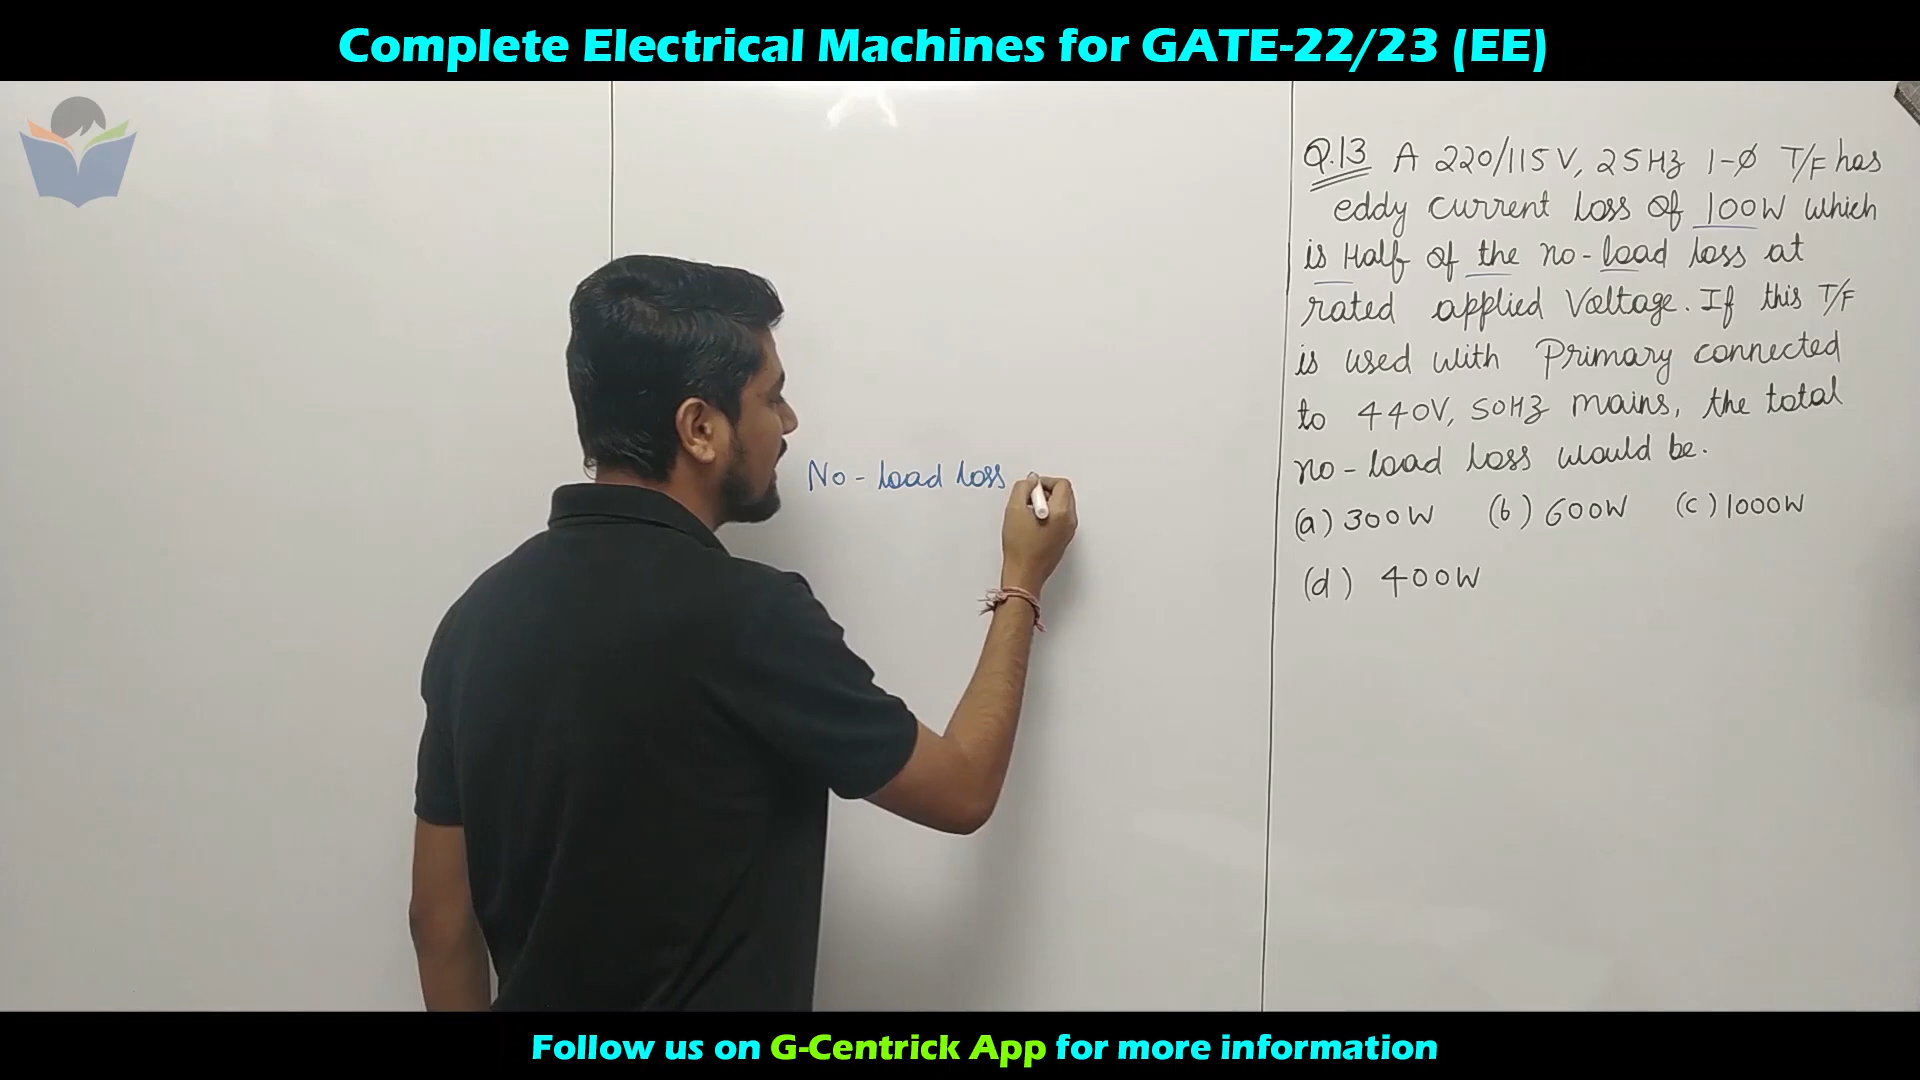 Complete Electrical Machines for GATE-22/23 (EE)
Q.13 A 220/115V, 25Hz 1-Ø T/F has
eddy current loss of 100W which
is Half of the no-load loss at
rated applied Voltage. If this T/F
is used with Primary connected
to 440V, 50Hz mains, the total
no-load loss would be.
(a) 300W (b) 600W (c) 1000W
(d) 400W
No-load loss
Follow us on G-Centrick App for more information